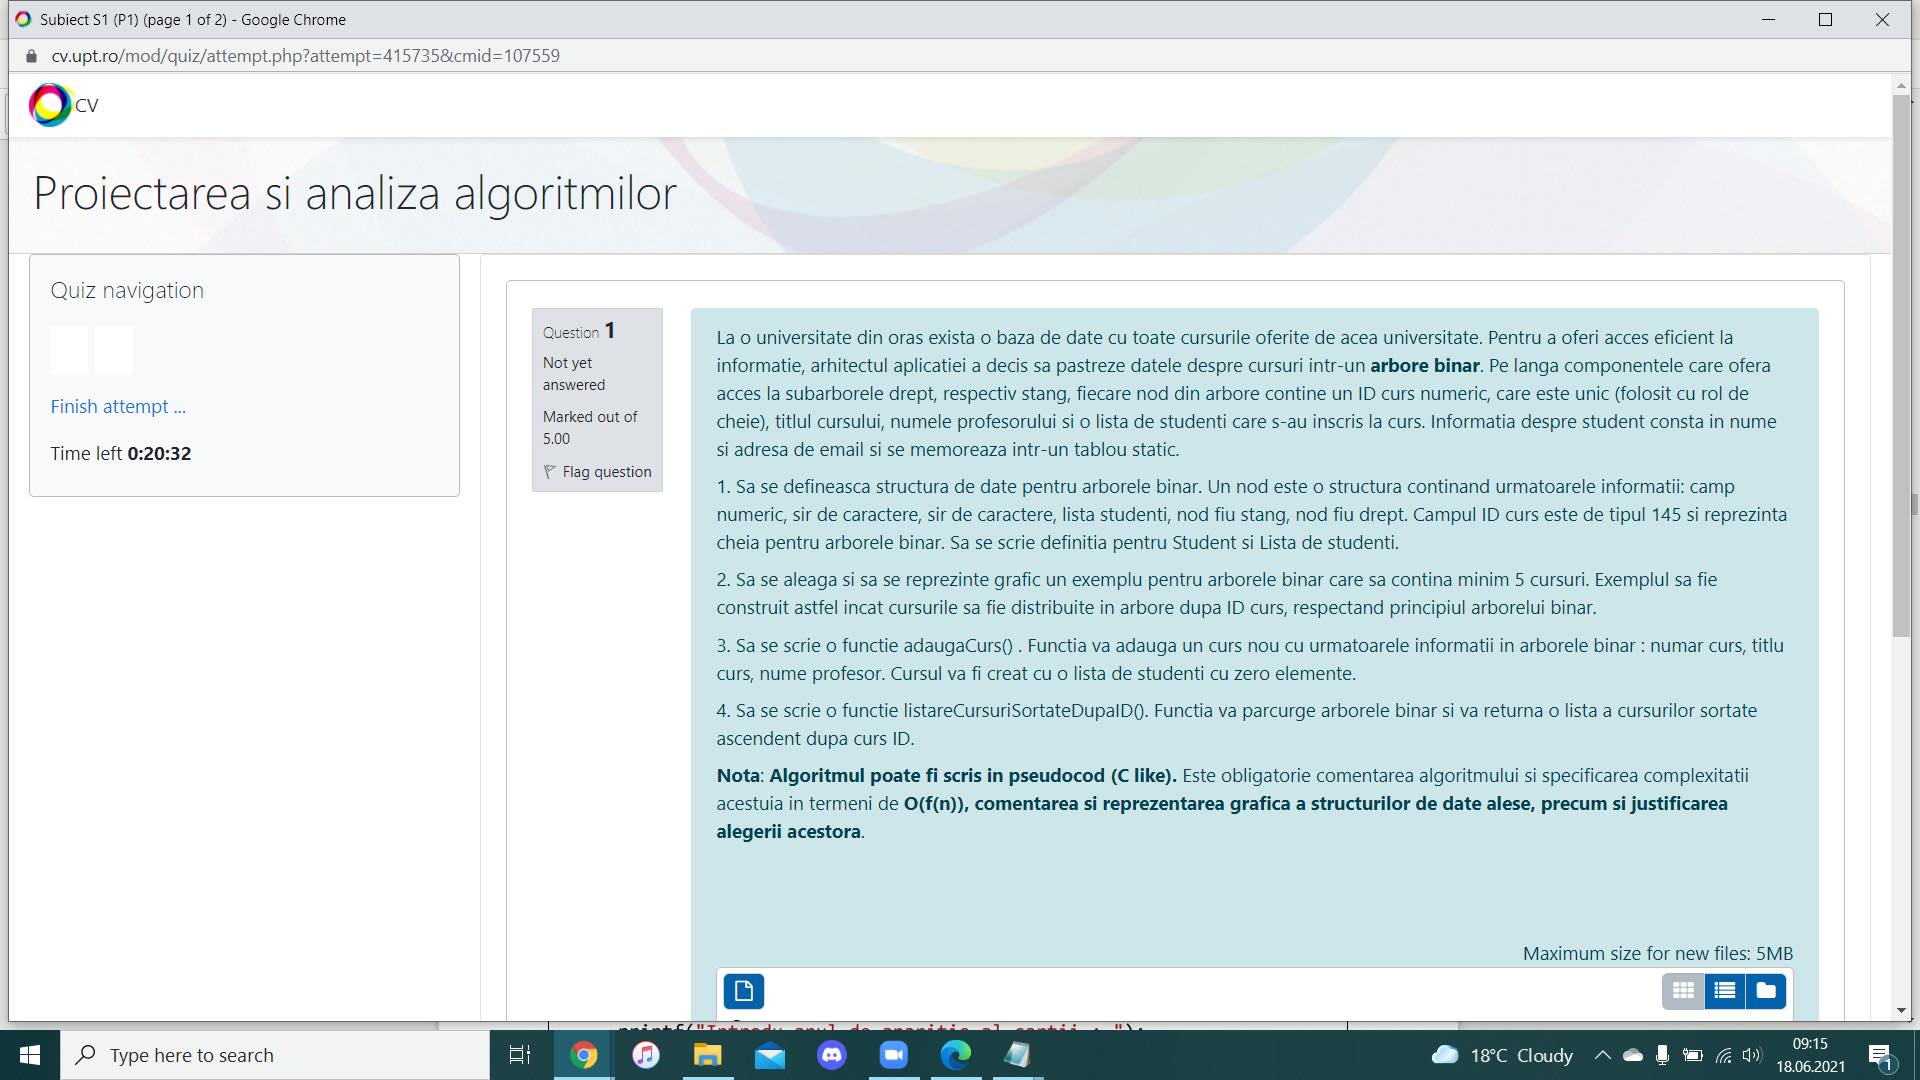 Subiect S1 (P1) (page 1 of 2) - Google Chrome
cv.upt.ro/mod/quiz/attempt.php?attempt=415735&cmid=107559
CV
Proiectarea si analiza algoritmilor
Quiz navigation
Finish attempt ...
Time left 0:20:32
Question 1
Not yet
answered
Marked out of
5.00
Flag question
La o universitate din oras exista o baza de date cu toate cursurile oferite de acea universitate. Pentru a oferi acces eficient la
informatie, arhitectul aplicatiei a decis sa pastreze datele despre cursuri intr-un arbore binar. Pe langa componentele care ofera
acces la subarborele drept, respectiv stang, fiecare nod din arbore contine un ID curs numeric, care este unic (folosit cu rol de
cheie), titlul cursului, numele profesorului si o lista de studenti care s-au inscris la curs. Informatia despre student consta in nume
si adresa de email si se memoreaza intr-un tablou static.
1. Sa se defineasca structura de date pentru arborele binar. Un nod este o structura continand urmatoarele informatii: camp
numeric, sir de caractere, sir de caractere, lista studenti, nod fiu stang, nod fiu drept. Campul ID curs este de tipul 145 si reprezinta
cheia pentru arborele binar. Sa se scrie definitia pentru Student si Lista de studenti.
2. Sa se aleaga si sa se reprezinte grafic un exemplu pentru arborele binar care sa contina minim 5 cursuri. Exemplul sa fie
construit astfel incat cursurile sa fie distribuite in arbore dupa ID curs, respectand principiul arborelui binar.
3. Sa se scrie o functie adaugaCurs() . Functia va adauga un curs nou cu urmatoarele informatii in arborele binar : numar curs, titlu
curs, nume profesor. Cursul va fi creat cu o lista de studenti cu zero elemente.
4. Sa se scrie o functie listareCursuriSortateDupaID(). Functia va parcurge arborele binar si va returna o lista a cursurilor sortate
ascendent dupa curs ID.
Nota: Algoritmul poate fi scris in pseudocod (C like). Este obligatorie comentarea algoritmului si specificarea complexitatii
acestuia in termeni de O(f(n)), comentarea si reprezentarea grafica a structurilor de date alese, precum si justificarea
alegerii acestora.
Maximum size for new files: 5MB
printf("Introdu anul de aparitie al cartii : ");
Type here to search
18°C Cloudy
09:15
18.06.2021
1